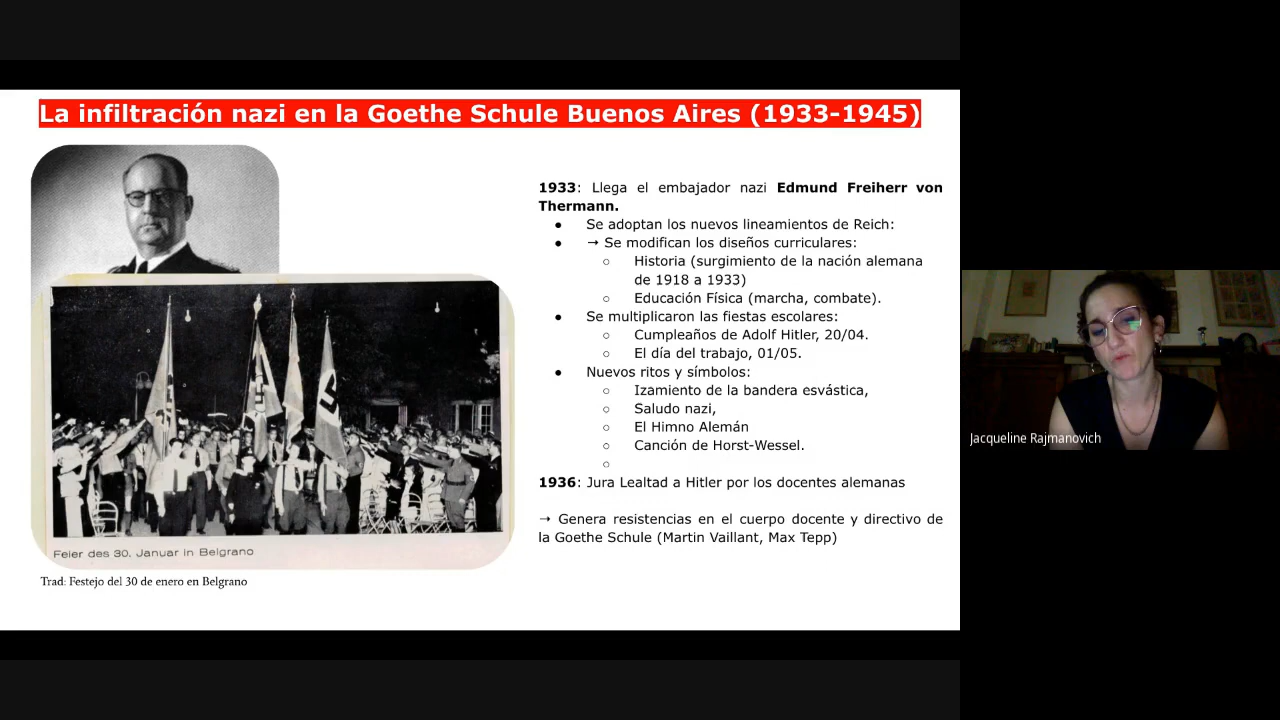 La infiltración nazi en la Goethe Schule Buenos Aires (1933-1945)
1933: Llega el embajador nazi Edmund Freiherr von
Thermann.
● Se adoptan los nuevos lineamientos de Reich:
● → Se modifican los diseños curriculares:
○ Historia (surgimiento de la nación alemana
de 1918 a 1933)
○ Educación Física (marcha, combate).
● Se multiplicaron las fiestas escolares:
○ Cumpleaños de Adolf Hitler, 20/04.
○ El día del trabajo, 01/05.
● Nuevos ritos y símbolos:
○ Izamiento de la bandera esvástica,
○ Saludo nazi,
○ El Himno Alemán
○ Canción de Horst-Wessel.
○
1936: Jura Lealtad a Hitler por los docentes alemanas
→ Genera resistencias en el cuerpo docente y directivo de
la Goethe Schule (Martin Vaillant, Max Tepp)
Feier des 30. Januar in Belgrano
Trad: Festejo del 30 de enero en Belgrano
Jacqueline Rajmanovich